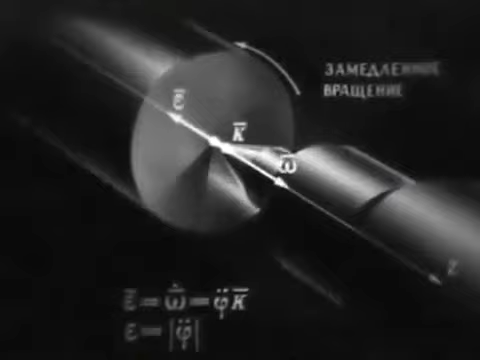 ЗАМЕДЛЕННОЕ
ВРАЩЕНИЕ
ε̄
κ̄
ω̄
z
ε̄ = ω̇̄ = φ̈ κ̄
ε = |φ̈|